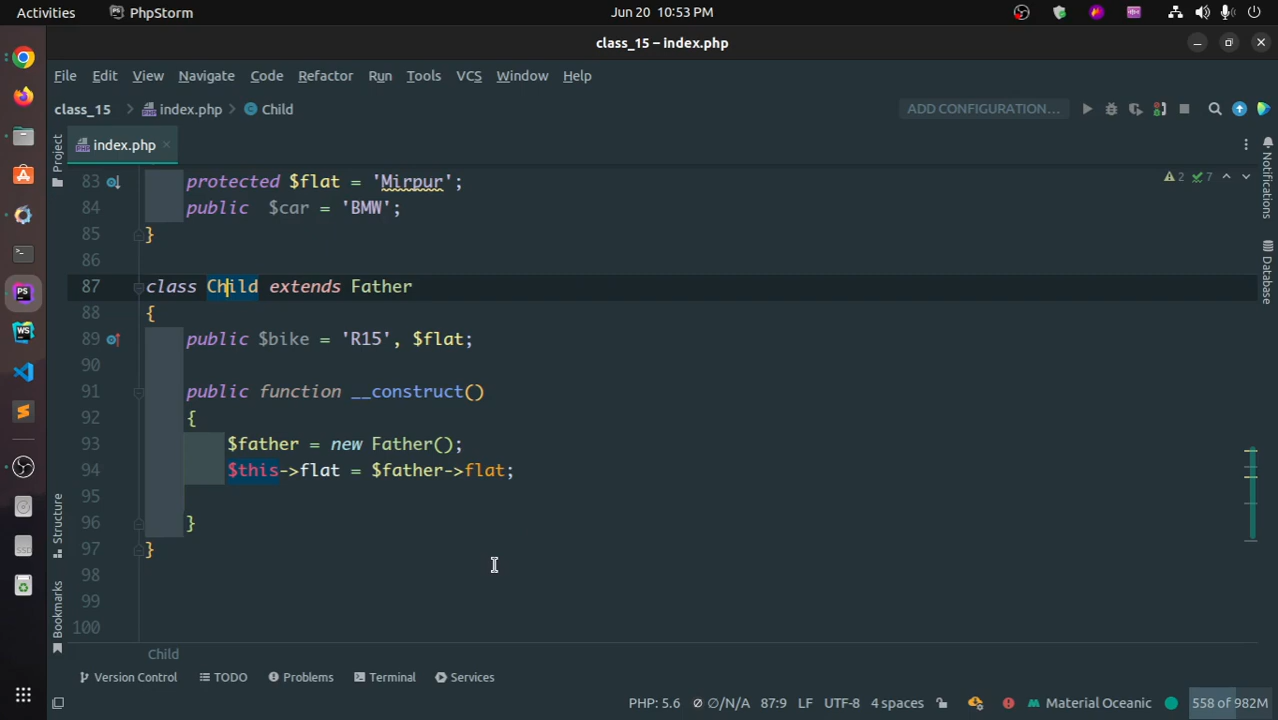 Activities
PhpStorm
Jun 20 10:53 PM
class_15 – index.php
File Edit View Navigate Code Refactor Run Tools VCS Window Help
class_15 index.php Child
ADD CONFIGURATION...
index.php
Project
Notifications
Database
2 7
83 protected $flat = 'Mirpur';
84 public $car = 'BMW';
85 }
86
87 class Child extends Father
88 {
89 public $bike = 'R15', $flat;
90
91 public function __construct()
92 {
93 $father = new Father();
94 $this->flat = $father->flat;
95
96 }
97 }
98
99
100
Structure
Bookmarks
Child
Version Control TODO Problems Terminal Services
PHP: 5.6 ∅/N/A 87:9 LF UTF-8 4 spaces Material Oceanic 558 of 982M